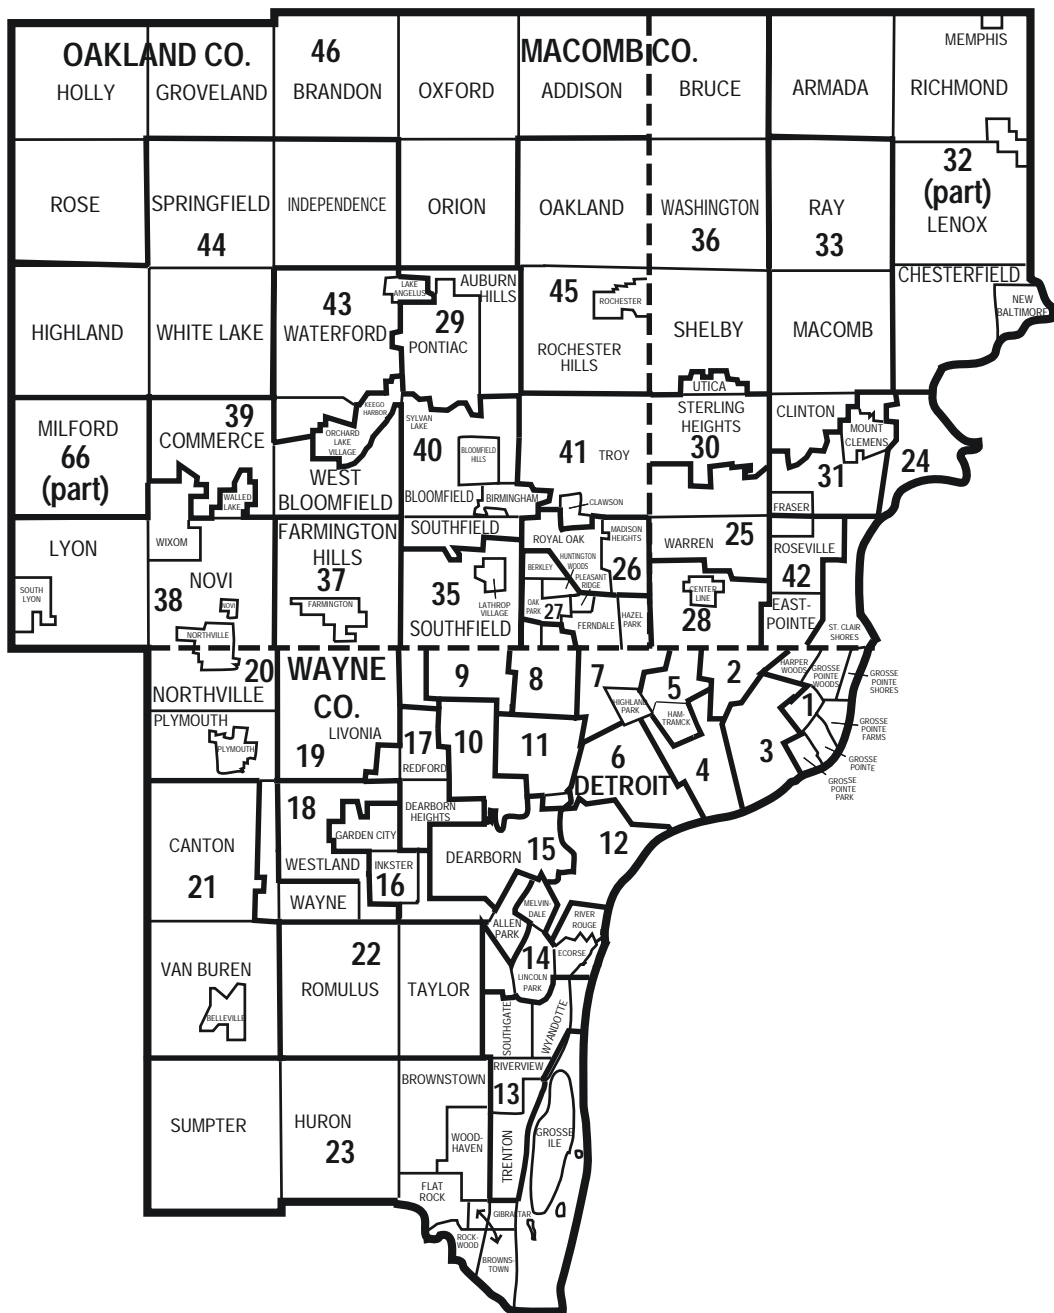 OAKLAND CO.
46
MACOMB CO.
MEMPHIS
HOLLY
GROVELAND
BRANDON
OXFORD
ADDISON
BRUCE
ARMADA
RICHMOND
ROSE
SPRINGFIELD
44
INDEPENDENCE
ORION
OAKLAND
WASHINGTON
36
RAY
33
32
(part)
LENOX
HIGHLAND
WHITE LAKE
43
WATERFORD
LAKE
ANGELUS
AUBURN
HILLS
29
PONTIAC
45
ROCHESTER
ROCHESTER
HILLS
SHELBY
UTICA
MACOMB
CHESTERFIELD
NEW
BALTIMORE
MILFORD
66
(part)
39
COMMERCE
WALLED
LAKE
KEEGO
HARBOR
ORCHARD
LAKE
VILLAGE
WEST
BLOOMFIELD
SYLVAN
LAKE
40
BLOOMFIELD
HILLS
BLOOMFIELD
BIRMINGHAM
41
TROY
CLAWSON
STERLING
HEIGHTS
30
CLINTON
MOUNT
CLEMENS
31
FRASER
24
LYON
SOUTH
LYON
WIXOM
NOVI
38
NOVI
NORTHVILLE
FARMINGTON
HILLS
37
FARMINGTON
SOUTHFIELD
35
LATHROP
VILLAGE
SOUTHFIELD
ROYAL OAK
MADISON
HEIGHTS
BERKLEY
HUNTINGTON
WOODS
PLEASANT
RIDGE
26
OAK
PARK
27
FERNDALE
HAZEL
PARK
WARREN
25
CENTER
LINE
28
ROSEVILLE
42
EAST-
POINTE
ST. CLAIR
SHORES
20
NORTHVILLE
PLYMOUTH
PLYMOUTH
WAYNE
CO.
LIVONIA
19
9
8
7
HIGHLAND
PARK
5
HAM-
TRAMCK
2
HARPER
WOODS
GROSSE
POINTE
WOODS
GROSSE
POINTE
SHORES
1
GROSSE
POINTE
FARMS
3
GROSSE
POINTE
GROSSE
POINTE
PARK
17
REDFORD
10
11
6
DETROIT
4
18
GARDEN CITY
WESTLAND
WAYNE
DEARBORN
HEIGHTS
INKSTER
16
DEARBORN
15
12
CANTON
21
MELVIN-
DALE
ALLEN
PARK
RIVER
ROUGE
ECORSE
14
LINCOLN
PARK
VAN BUREN
BELLEVILLE
22
ROMULUS
TAYLOR
SOUTHGATE
WYANDOTTE
SUMPTER
HURON
23
BROWNSTOWN
WOOD-
HAVEN
FLAT
ROCK
RIVERVIEW
13
TRENTON
GROSSE
ILE
GIBRALTAR
ROCK-
WOOD
BROWNS-
TOWN